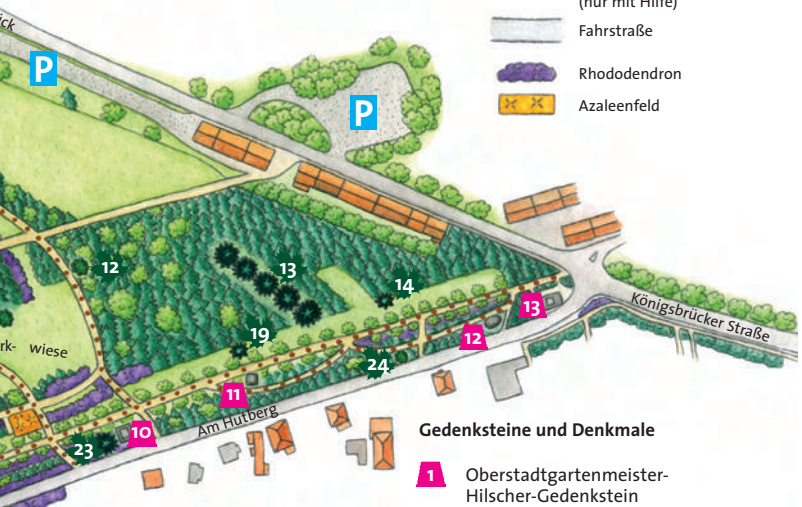 (nur mit Hilfe)
Fahrstraße
Rhododendron
Azaleenfeld
P
P
12
13
14
19
24
23
10
11
12
13
wiese
Am Hutberg
Königsbrücker Straße
Gedenksteine und Denkmale
1 Oberstadtgartenmeister-
Hilscher-Gedenkstein